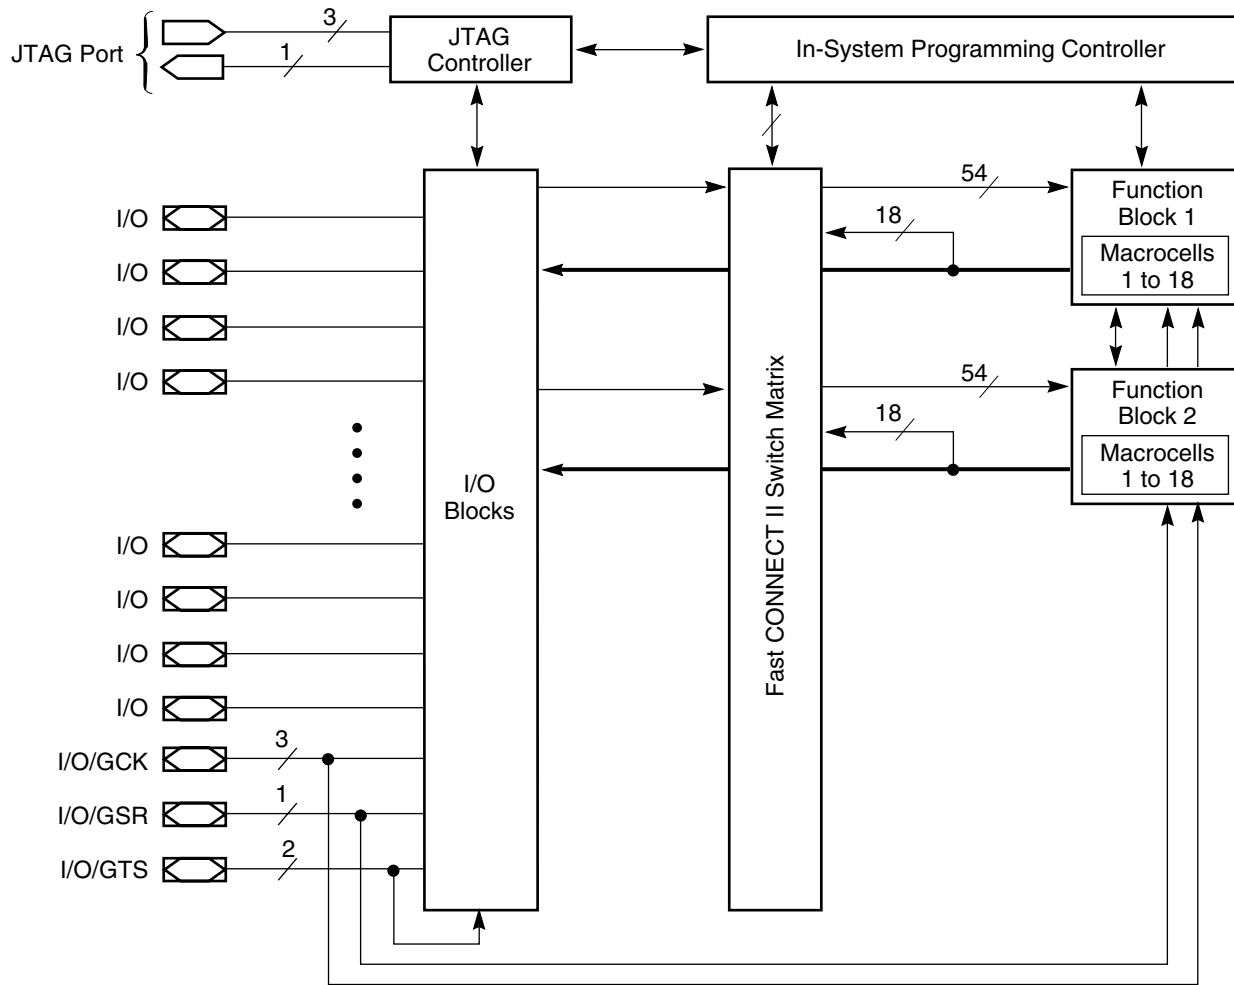 JTAG Port
3
1
JTAG
Controller
In-System Programming Controller
I/O
I/O
I/O
I/O
I/O
I/O
I/O
I/O
I/O/GCK
3
I/O/GSR
1
I/O/GTS
2
I/O
Blocks
Fast CONNECT II Switch Matrix
54
18
Function
Block 1
Macrocells
1 to 18
54
18
Function
Block 2
Macrocells
1 to 18